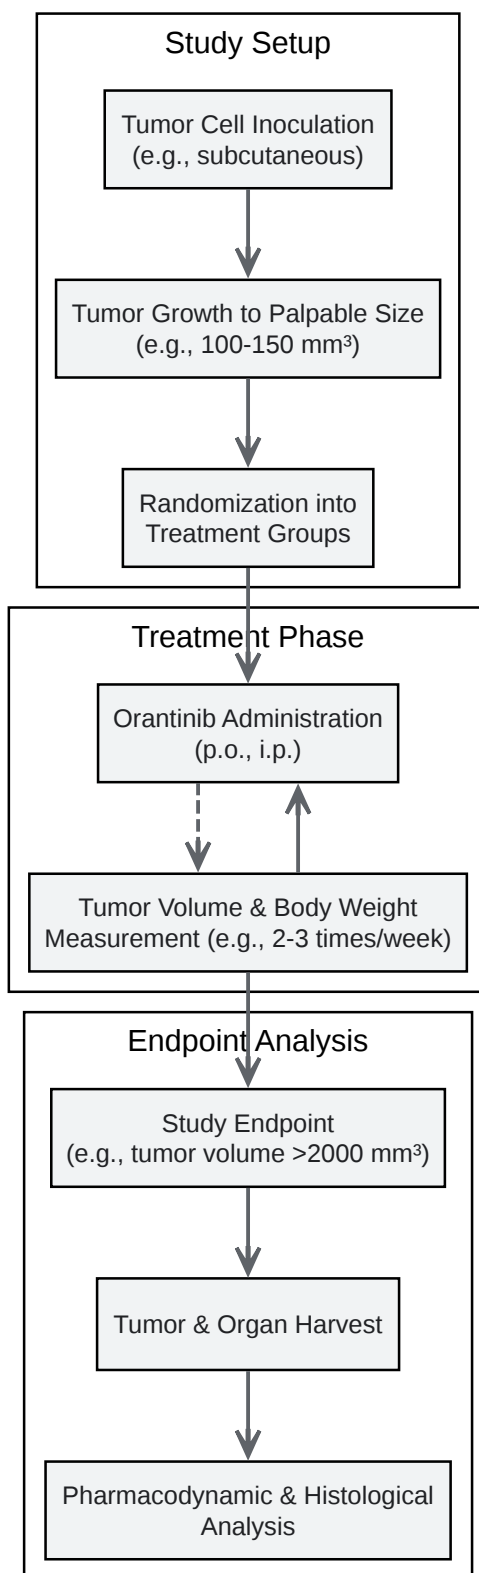 Study Setup
Tumor Cell Inoculation
(e.g., subcutaneous)
Tumor Growth to Palpable Size
(e.g., 100-150 mm³)
Randomization into
Treatment Groups
Treatment Phase
Orantinib Administration
(p.o., i.p.)
Tumor Volume & Body Weight
Measurement (e.g., 2-3 times/week)
Endpoint Analysis
Study Endpoint
(e.g., tumor volume >2000 mm³)
Tumor & Organ Harvest
Pharmacodynamic & Histological
Analysis